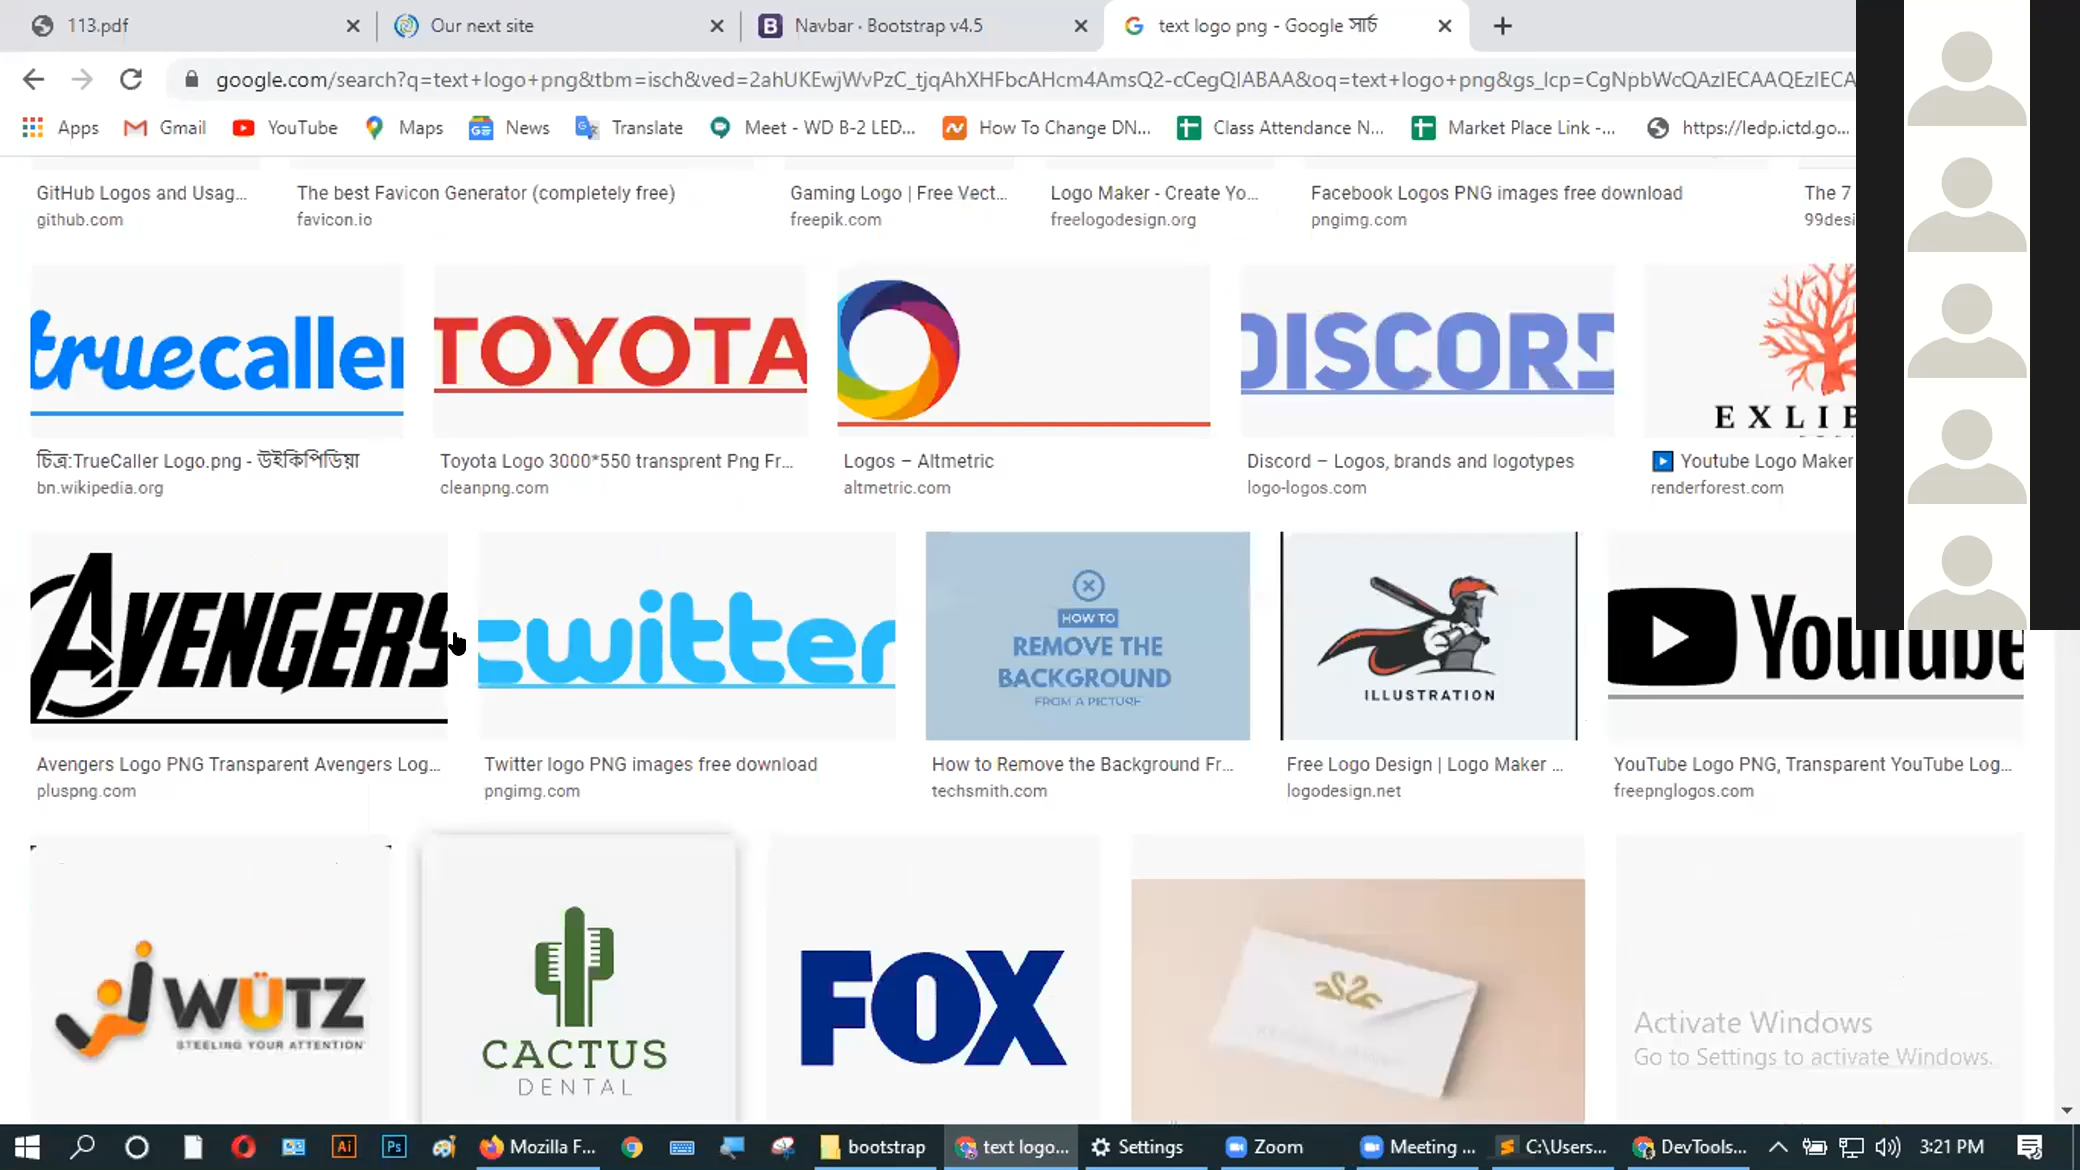 113.pdf
Our next site
Navbar · Bootstrap v4.5
text logo png - Google সার্চ
google.com/search?q=text+logo+png&tbm=isch&ved=2ahUKEwjWvPzC_tjqAhXHFbcAHcm4AmsQ2-cCegQIABAA&oq=text+logo+png&gs_lcp=CgNpbWcQAzIECAAQEzIECA
Apps
Gmail
YouTube
Maps
News
Translate
Meet - WD B-2 LED...
How To Change DN...
Class Attendance N...
Market Place Link -...
https://ledp.ictd.go...
GitHub Logos and Usag...
github.com
The best Favicon Generator (completely free)
favicon.io
Gaming Logo | Free Vect...
freepik.com
Logo Maker - Create Yo...
freelogodesign.org
Facebook Logos PNG images free download
pngimg.com
The 7
99desi
truecaller
TOYOTA
DISCORD
EXLIB
চিত্র:TrueCaller Logo.png - উইকিপিডিয়া
bn.wikipedia.org
Toyota Logo 3000*550 transprent Png Fr...
cleanpng.com
Logos – Altmetric
altmetric.com
Discord – Logos, brands and logotypes
logo-logos.com
Youtube Logo Maker
renderforest.com
AVENGERS
twitter
HOW TO
REMOVE THE
BACKGROUND
FROM A PICTURE
ILLUSTRATION
YouTube
Avengers Logo PNG Transparent Avengers Log...
pluspng.com
Twitter logo PNG images free download
pngimg.com
How to Remove the Background Fr...
techsmith.com
Free Logo Design | Logo Maker ...
logodesign.net
YouTube Logo PNG, Transparent YouTube Log...
freepnglogos.com
WÜTZ
STEELING YOUR ATTENTION
CACTUS
DENTAL
FOX
Activate Windows
Go to Settings to activate Windows.
Ai
Ps
Mozilla F...
bootstrap
text logo...
Settings
Zoom
Meeting ...
C:\Users...
DevTools...
3:21 PM